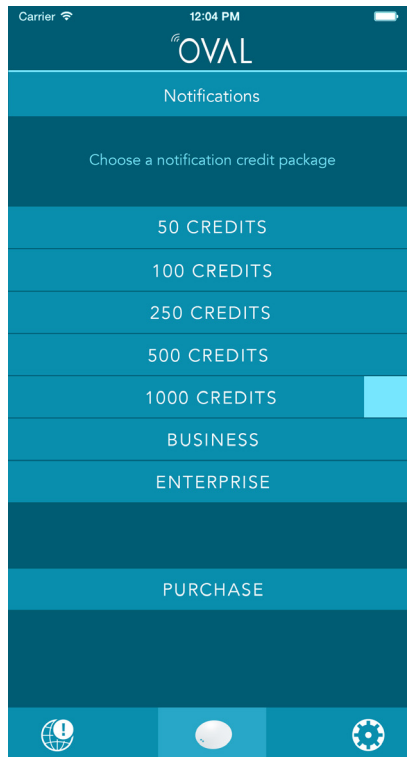 Carrier 12:04 PM
OVAL
Notifications
Choose a notification credit package
50 CREDITS
100 CREDITS
250 CREDITS
500 CREDITS
1000 CREDITS
BUSINESS
ENTERPRISE
PURCHASE
!